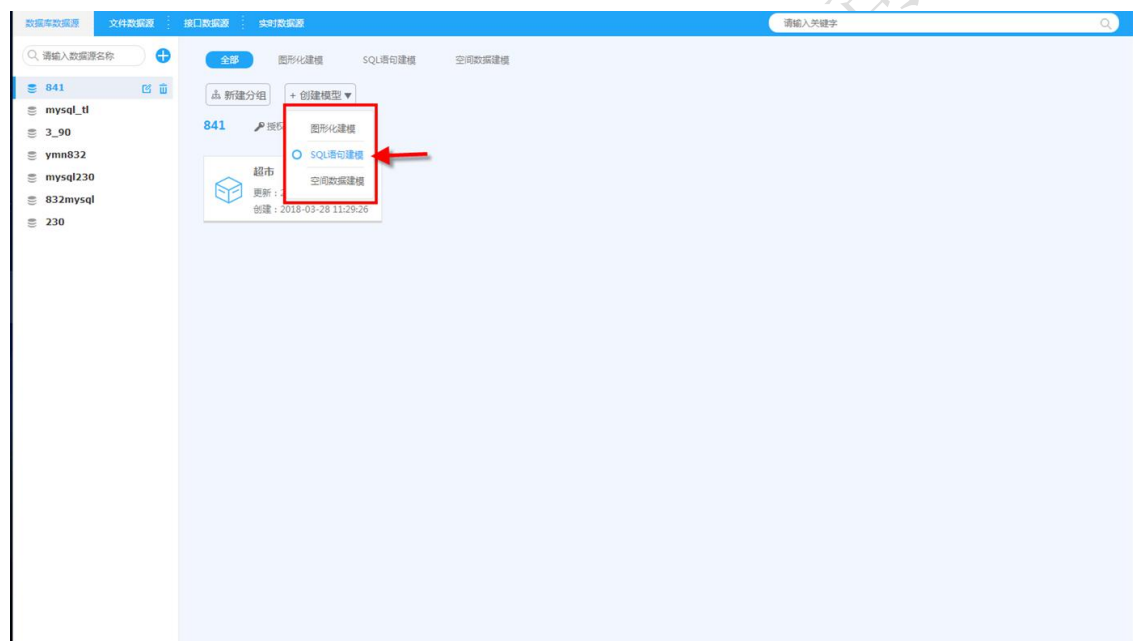 数据库数据源 文件数据源 接口数据源 实时数据源 请输入关键字
请输入数据源名称
全部 图形化建模 SQL语句建模 空间数据建模
841
mysql_tl
3_90
ymn832
mysql230
832mysql
230
新建分组 + 创建模型▼
841 授权
图形化建模
SQL语句建模
空间数据建模
超市
更新：2
创建：2018-03-28 11:29:26